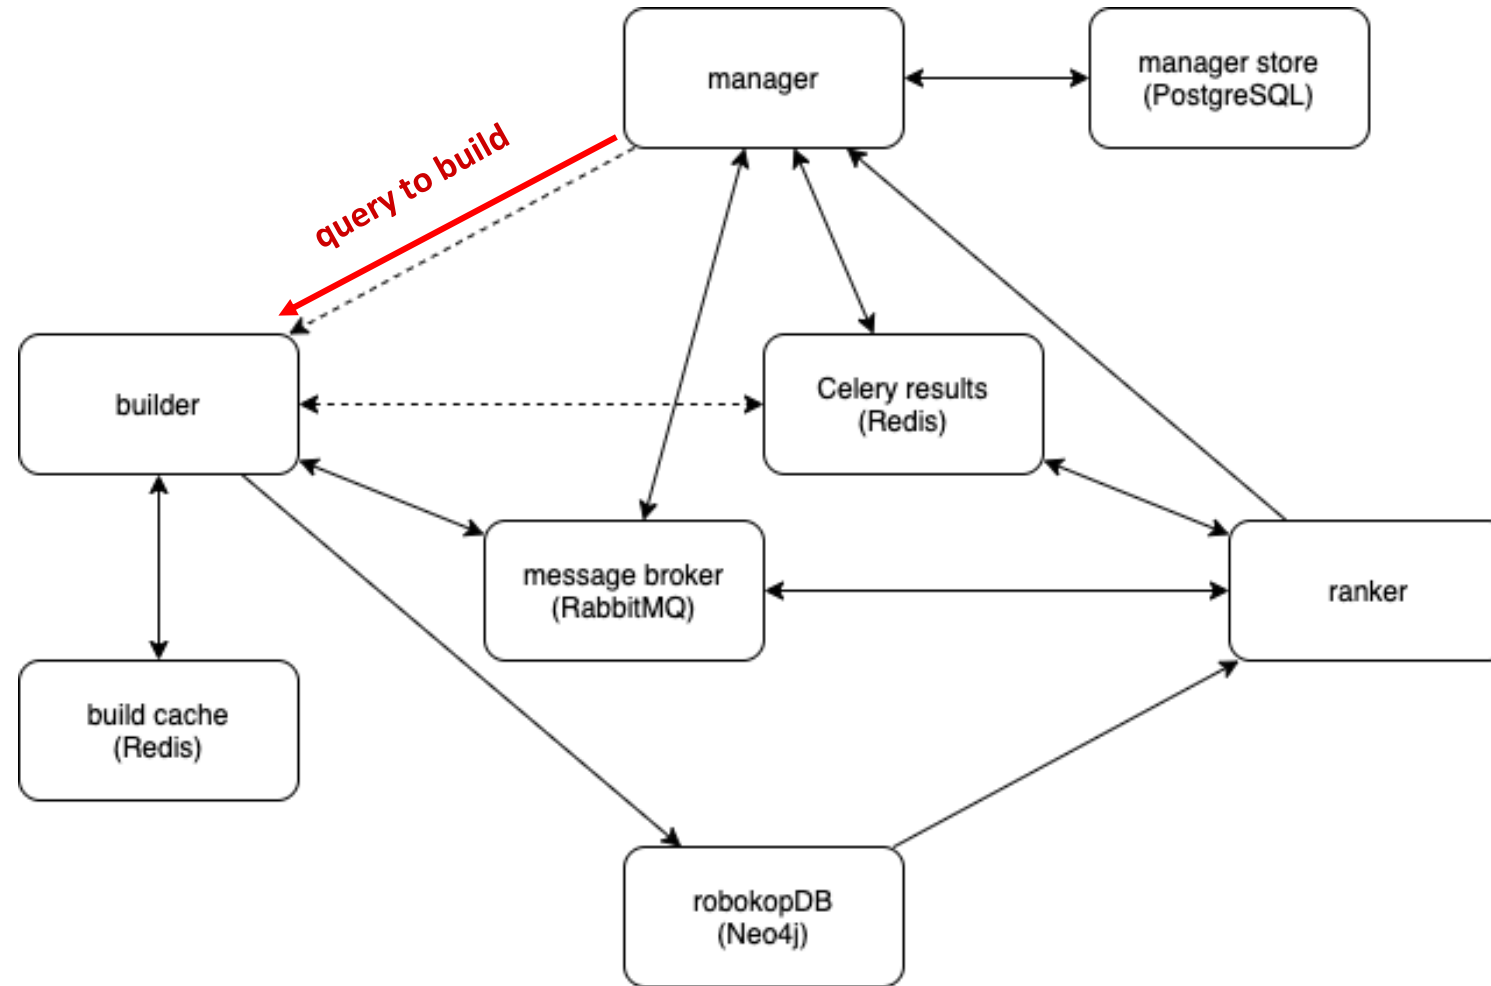 manager
manager store
(PostgreSQL)
query to build
builder
Celery results
(Redis)
message broker
(RabbitMQ)
ranker
build cache
(Redis)
robokopDB
(Neo4j)